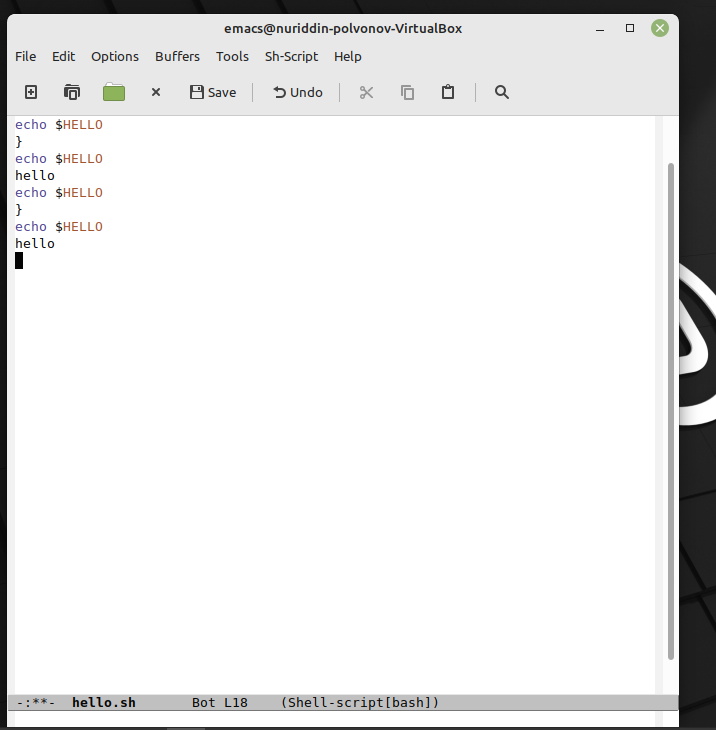 emacs@nuriddin-polvonov-VirtualBox
File Edit Options Buffers Tools Sh-Script Help
Save Undo
echo $HELLO
}
echo $HELLO
hello
echo $HELLO
}
echo $HELLO
hello
-:**- hello.sh Bot L18 (Shell-script[bash])